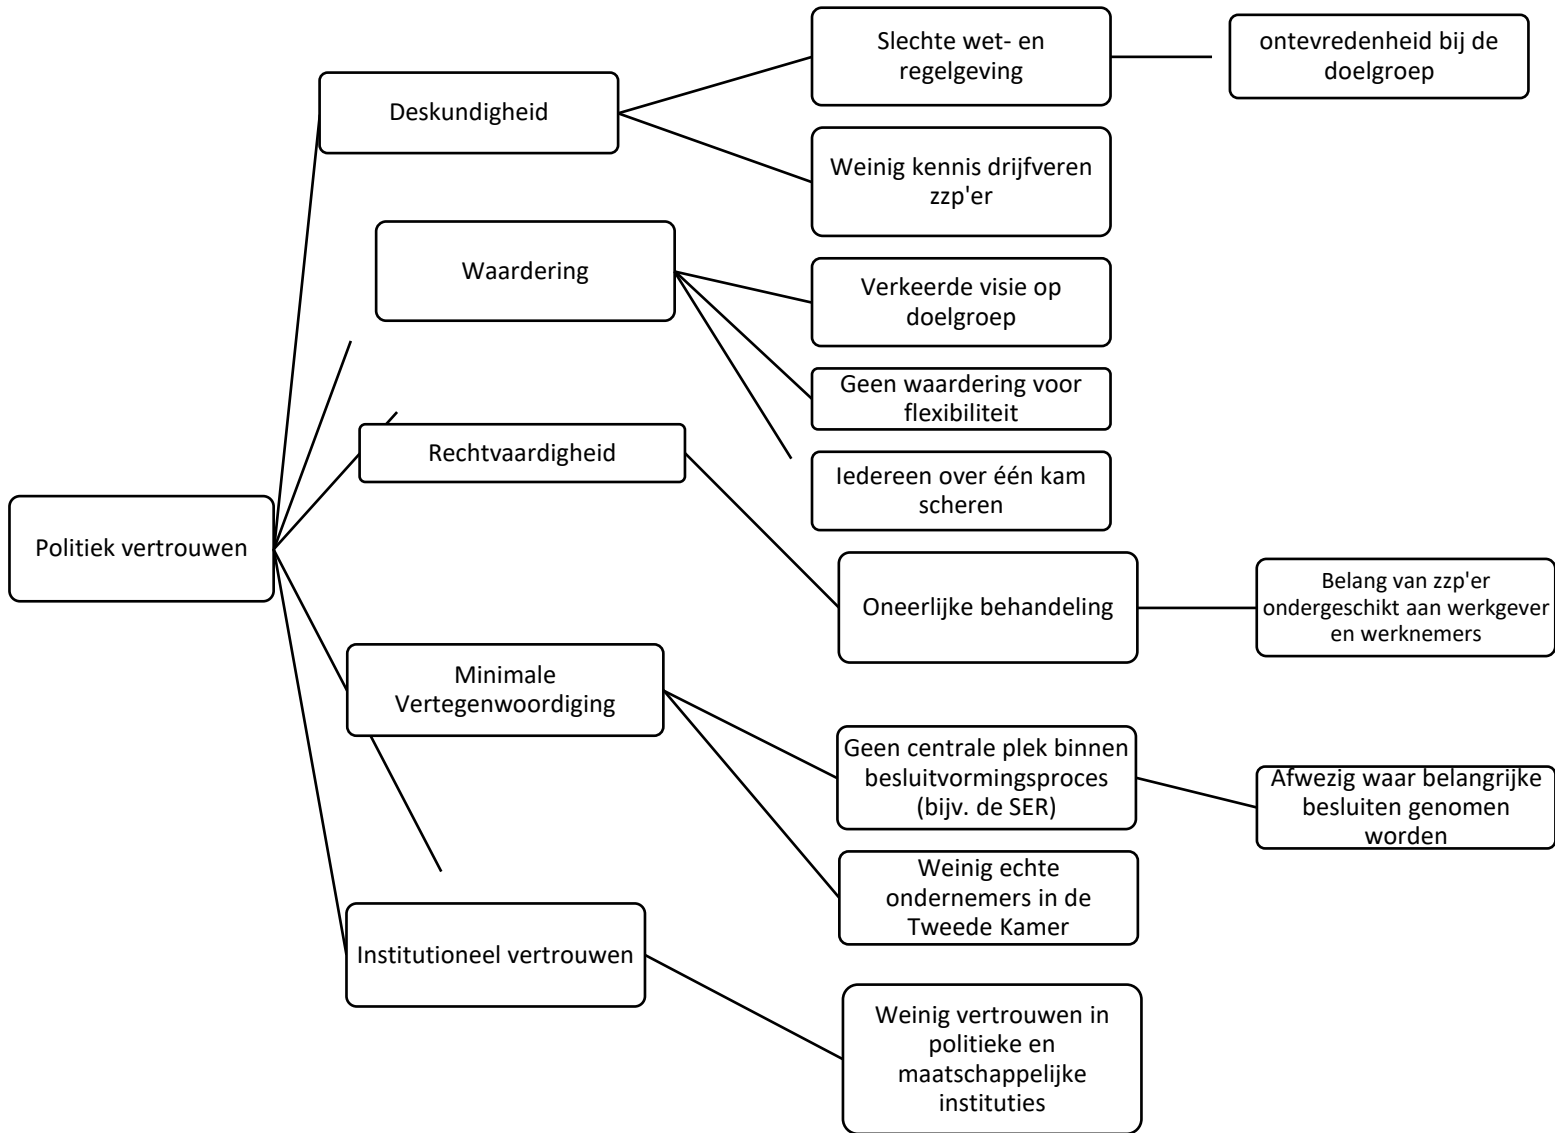 Slechte wet- en
regelgeving
ontevredenheid bij de
doelgroep
Deskundigheid
Weinig kennis drijfveren
zzp'er
Waardering
Verkeerde visie op
doelgroep
Geen waardering voor
flexibiliteit
Rechtvaardigheid
Iedereen over één kam
scheren
Politiek vertrouwen
Oneerlijke behandeling
Belang van zzp'er
ondergeschikt aan werkgever
en werknemers
Minimale
Vertegenwoordiging
Geen centrale plek binnen
besluitvormingsproces
(bijv. de SER)
Afwezig waar belangrijke
besluiten genomen
worden
Weinig echte
ondernemers in de
Tweede Kamer
Institutioneel vertrouwen
Weinig vertrouwen in
politieke en
maatschappelijke
instituties